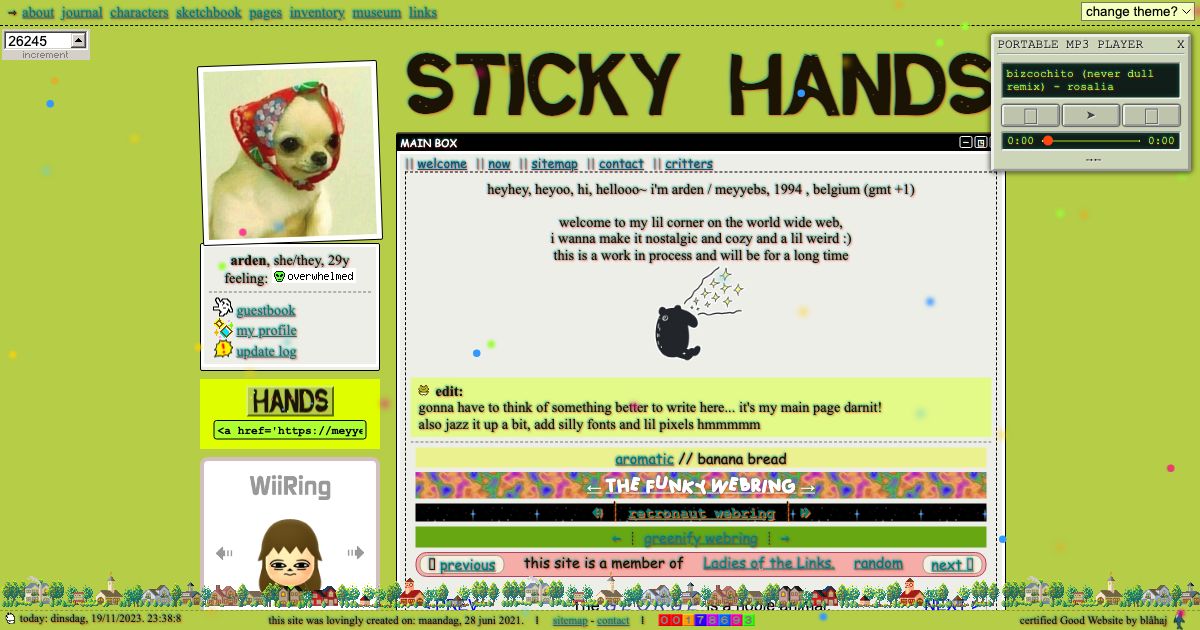 → about journal characters sketchbook pages inventory museum links
change theme?
26245
increment
PORTABLE MP3 PLAYER X
bizcochito (never dull
remix) - rosalia
0:00 0:00
STICKY HANDS
MAIN BOX
|| welcome || now || sitemap || contact || critters
heyhey, heyoo, hi, hellooo~ i'm arden / meyyebs, 1994 , belgium (gmt +1)
welcome to my lil corner on the world wide web,
i wanna make it nostalgic and cozy and a lil weird :)
this is a work in process and will be for a long time
arden, she/they, 29y
feeling: overwhelmed
guestbook
my profile
update log
HANDS
<a href='https://meyye
WiiRing
edit:
gonna have to think of something better to write here... it's my main page darnit!
also jazz it up a bit, add silly fonts and lil pixels hmmmmm
aromatic // banana bread
← THE FUNKY WEBRING →
retronaut webring
← greenify webring →
previous this site is a member of Ladies of the Links. random next
today: dinsdag, 19/11/2023. 23:38:8
this site was lovingly created on: maandag, 28 juni 2021. I sitemap - contact I 00178693
certified Good Website by blåhaj